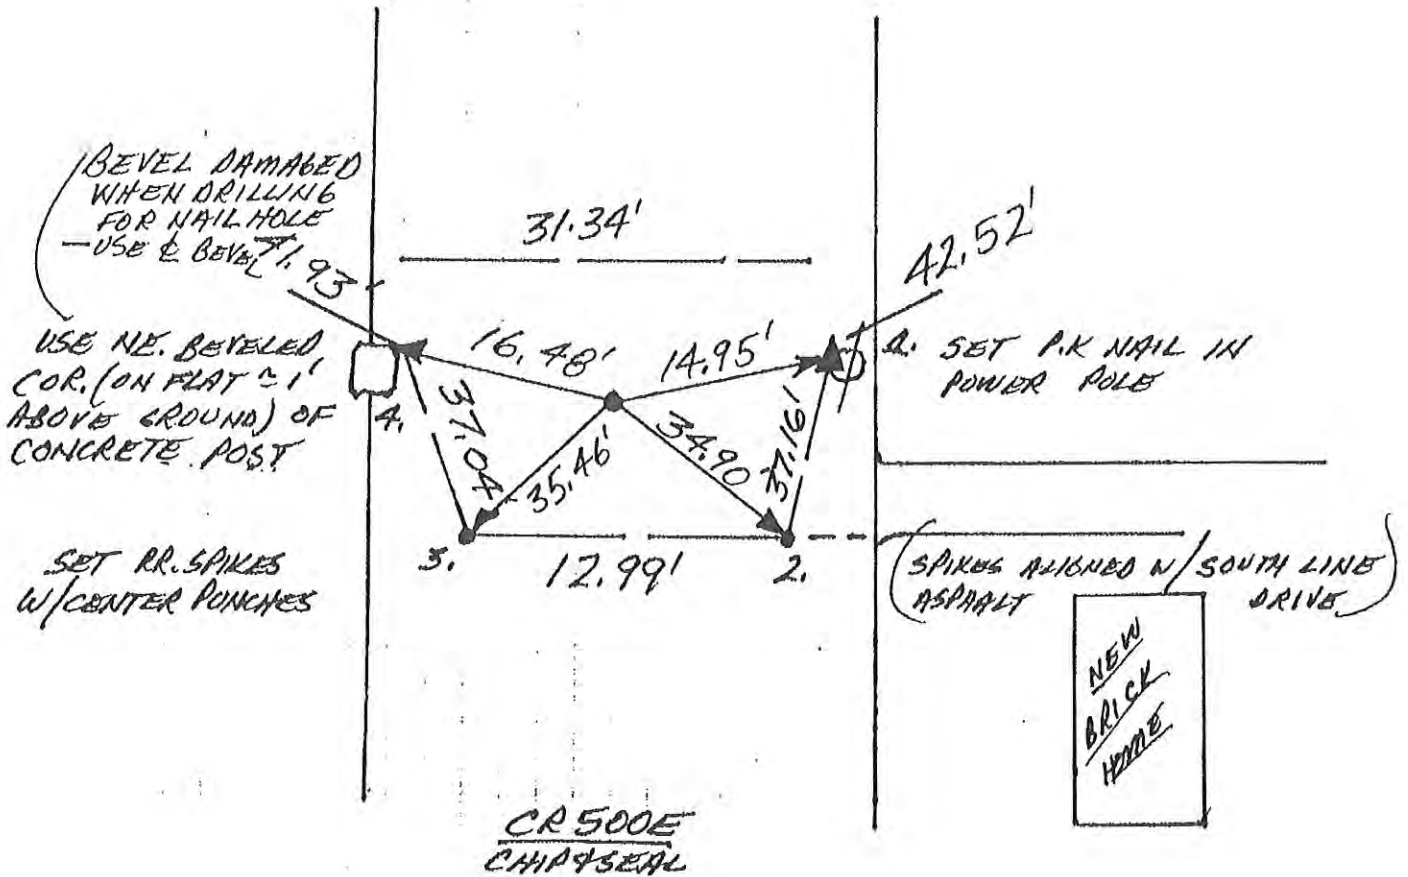 BEVEL DAMAGED
WHEN DRILLING
FOR NAIL HOLE
— USE ℄ BEVEL
71.93
31.34'
42.52'
USE NE. BEVELED
COR. (ON FLAT ≈ 1'
ABOVE GROUND) OF
CONCRETE POST
4.
16.48'
14.95'
SET P.K NAIL IN
POWER POLE
37.04
35.46'
34.90
37.16'
SET RR. SPIKES
W/CENTER PUNCHES
3.
12.99'
2.
(SPIKES ALIGNED W/SOUTH LINE
ASPHALT DRIVE)
NEW
BRICK
HOME
CR 500E
CHIP & SEAL